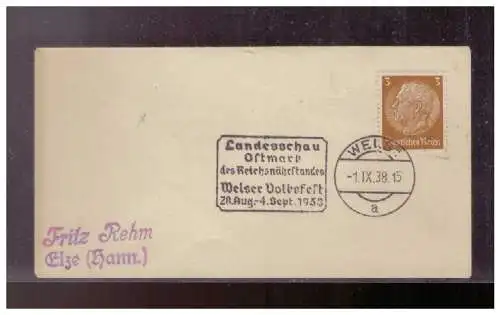 3 3
Deutsches Reich
Landesschau
Ostmark
des Reichsnährstandes
Welser Volksfest
28.Aug.-4.Sept.1938
WELS
-1.IX.38.15
a
Fritz Rehm
Elze (Hann.)